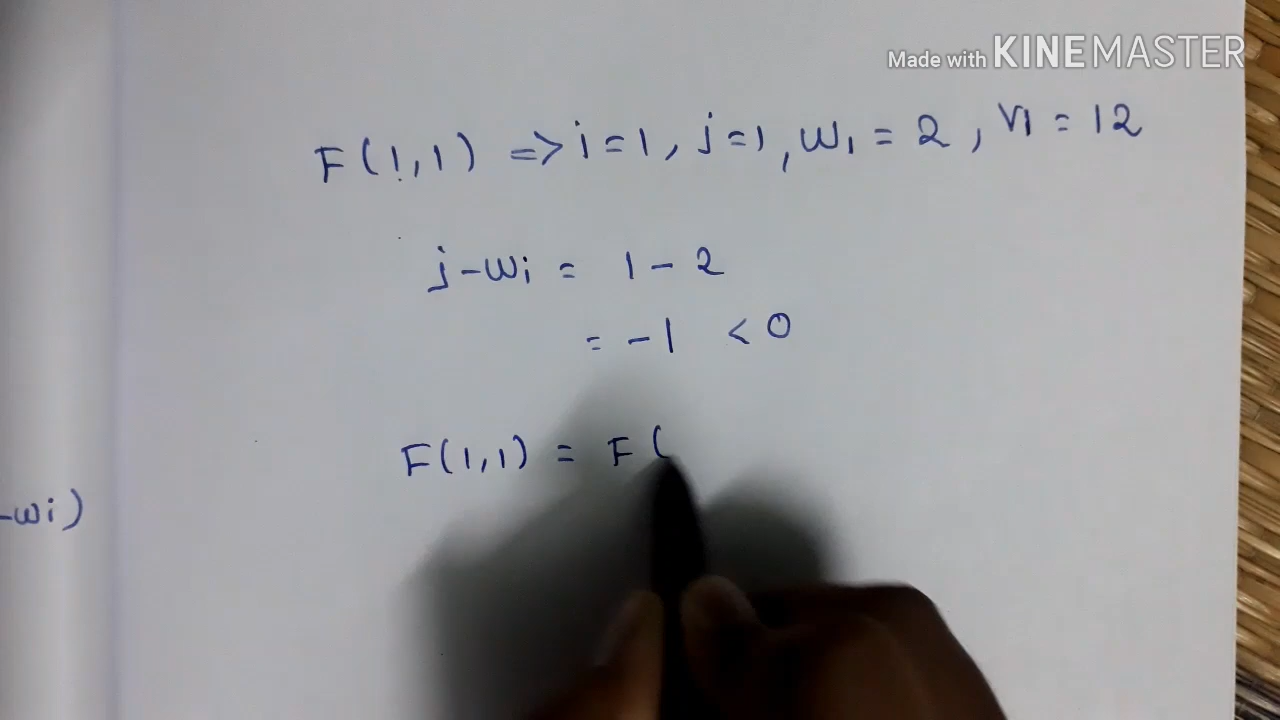 Made with KINEMASTER
F(1,1) => i=1, j=1, w1 = 2, V1 = 12
j-wi = 1 - 2
= -1 < 0
F(1,1) = F(
-wi)